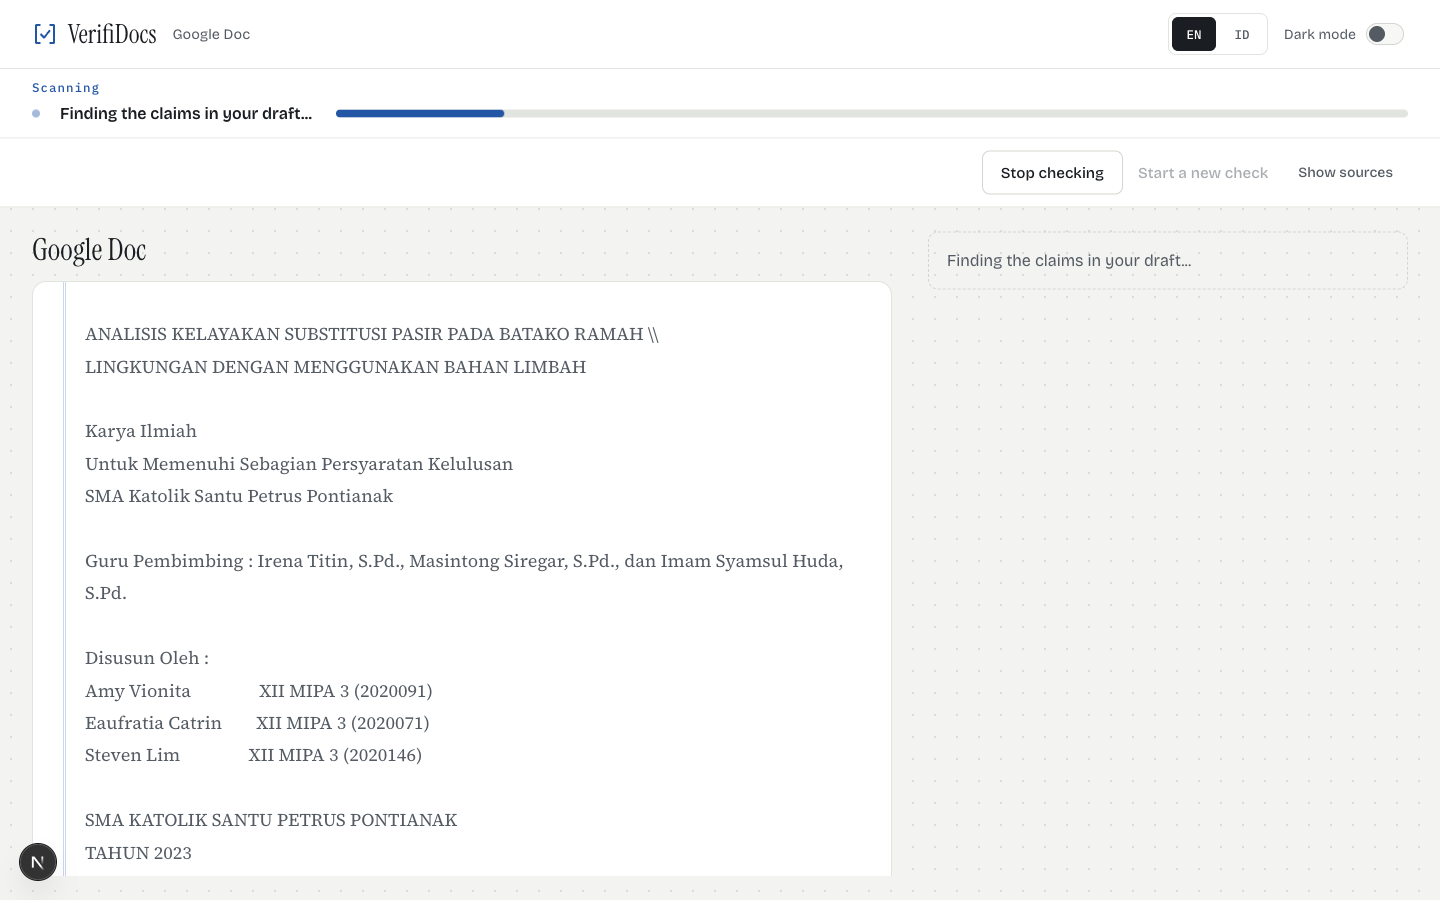 VerifiDocs
Google Doc
EN
ID
Dark mode
Scanning
Finding the claims in your draft...
Stop checking
Start a new check
Show sources
Google Doc
Finding the claims in your draft...
ANALISIS KELAYAKAN SUBSTITUSI PASIR PADA BATAKO RAMAH \\
LINGKUNGAN DENGAN MENGGUNAKAN BAHAN LIMBAH
Karya Ilmiah
Untuk Memenuhi Sebagian Persyaratan Kelulusan
SMA Katolik Santu Petrus Pontianak
Guru Pembimbing : Irena Titin, S.Pd., Masintong Siregar, S.Pd., dan Imam Syamsul Huda,
S.Pd.
Disusun Oleh :
Amy Vionita XII MIPA 3 (2020091)
Eaufratia Catrin XII MIPA 3 (2020071)
Steven Lim XII MIPA 3 (2020146)
SMA KATOLIK SANTU PETRUS PONTIANAK
TAHUN 2023
N